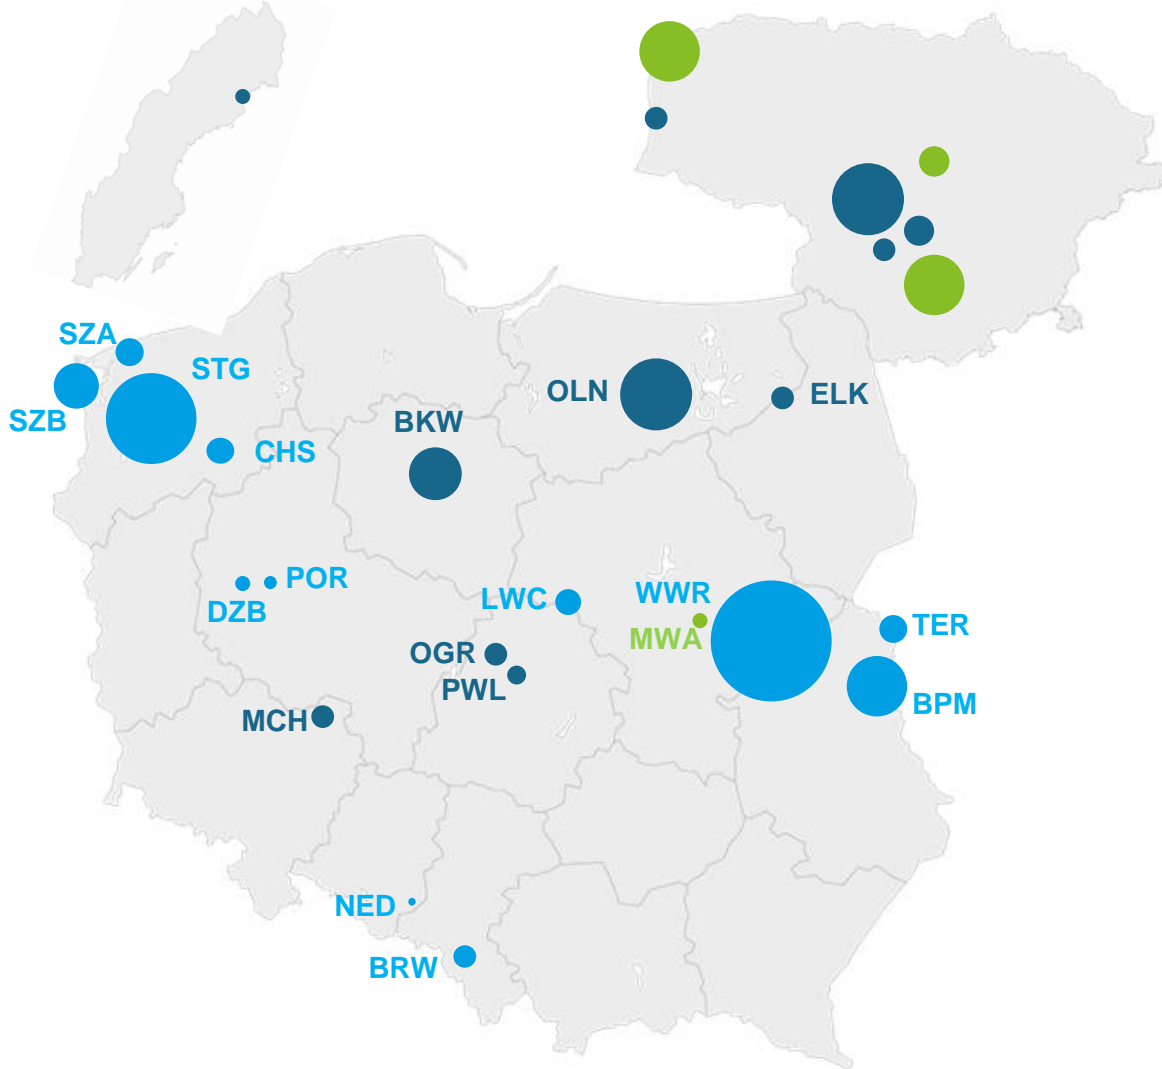 SZA
STG
SZB
CHS
OLN
ELK
BKW
POR
DZB
LWC
WWR
MWA
TER
OGR
PWL
BPM
MCH
NED
BRW